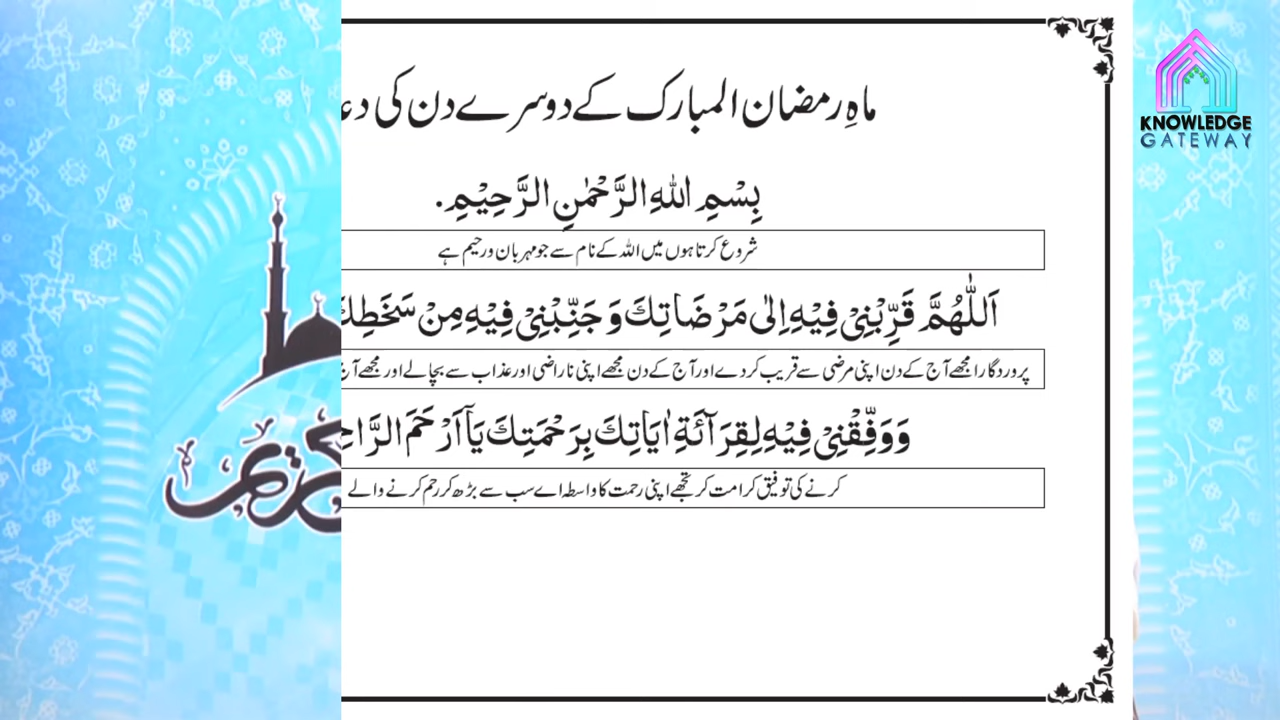 ماہِ رمضان المبارک کے دوسرے دن کی
بِسْمِ اللهِ الرَّحْمٰنِ الرَّحِيْمِ.
شروع کرتا ہوں میں اللہ کے نام سے جو مہربان ورحیم ہے
اَللّٰهُمَّ قَرِّبْنِیْ فِيْهِ اِلٰی مَرْضَاتِكَ وَ جَنِّبْنِیْ فِيْهِ مِنْ سَخَطِكَ
پروردگارا مجھے آج کے دن اپنی مرضی سے قریب کردے اور آج کے دن مجھے اپنی ناراضی اور عذاب سے بچالے اور مجھے
وَ وَفِّقْنِیْ فِيْهِ لِقِرَآئَةِ اٰيَاتِكَ بِرَحْمَتِكَ يَآ اَرْحَمَ
کرنے کی توفیق کرامت کر تجھے اپنی رحمت کا واسطہ اے سب سے بڑھ کر رحم کرنے والے
KNOWLEDGE
GATEWAY